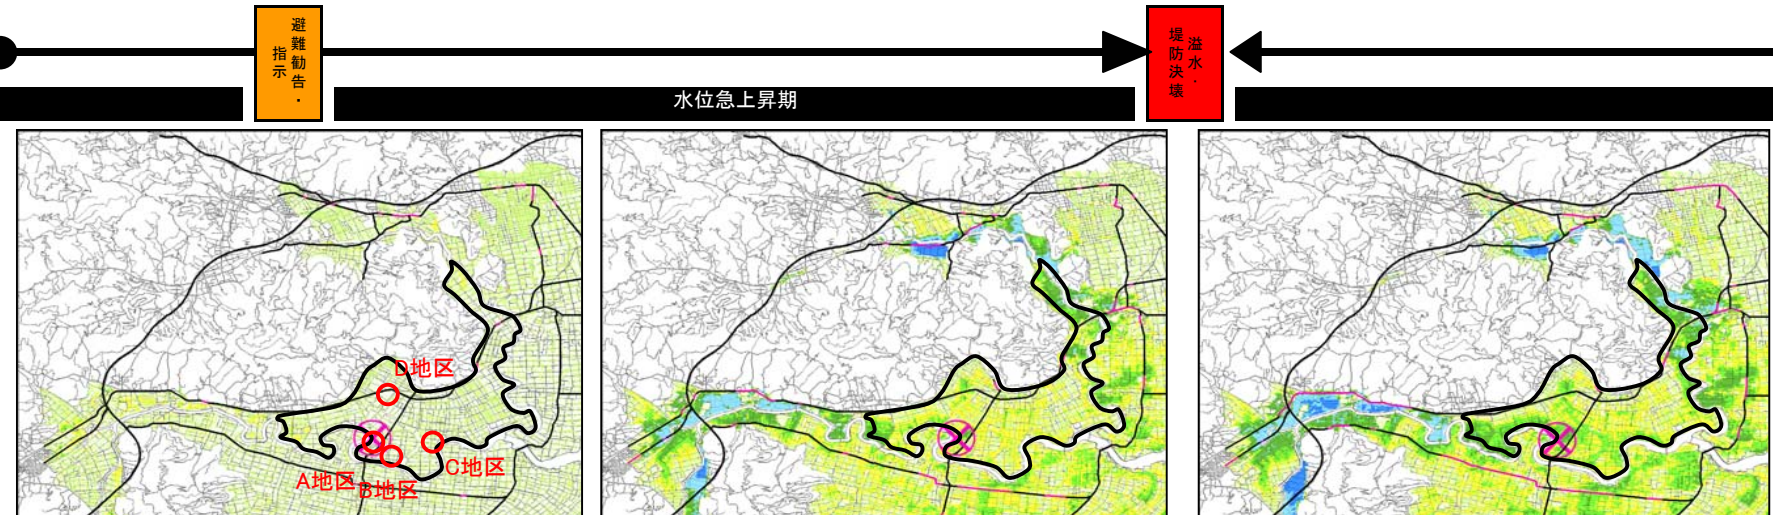 避難勧告・
指示
水位急上昇期
溢水・
堤防決壊
D地区
A地区
B地区
C地区